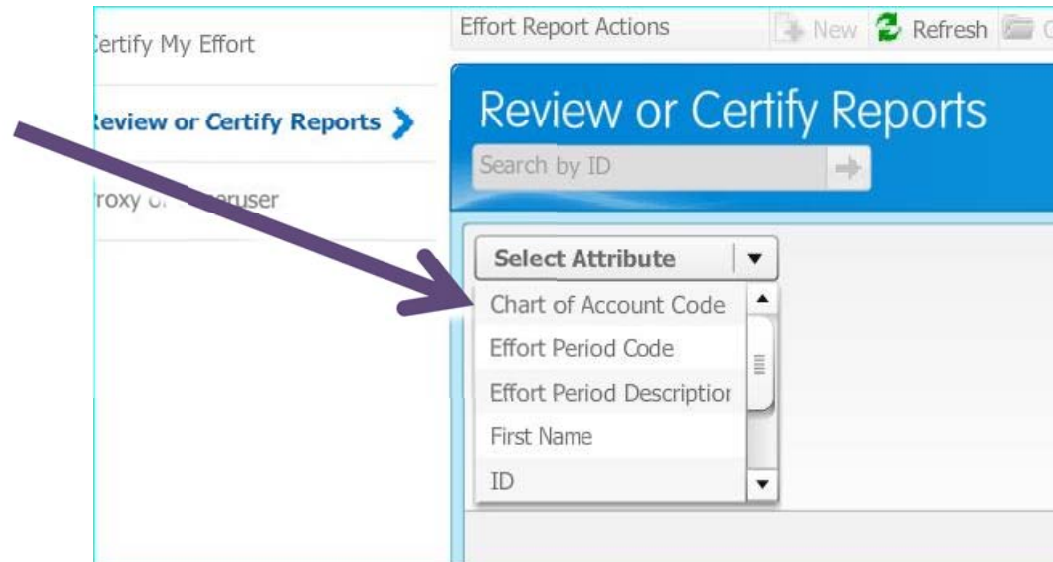 Certify My Effort
Review or Certify Reports
Effort Report Actions
New
Refresh
Review or Certify Reports
Search by ID
Select Attribute
Chart of Account Code
Effort Period Code
Effort Period Description
First Name
ID